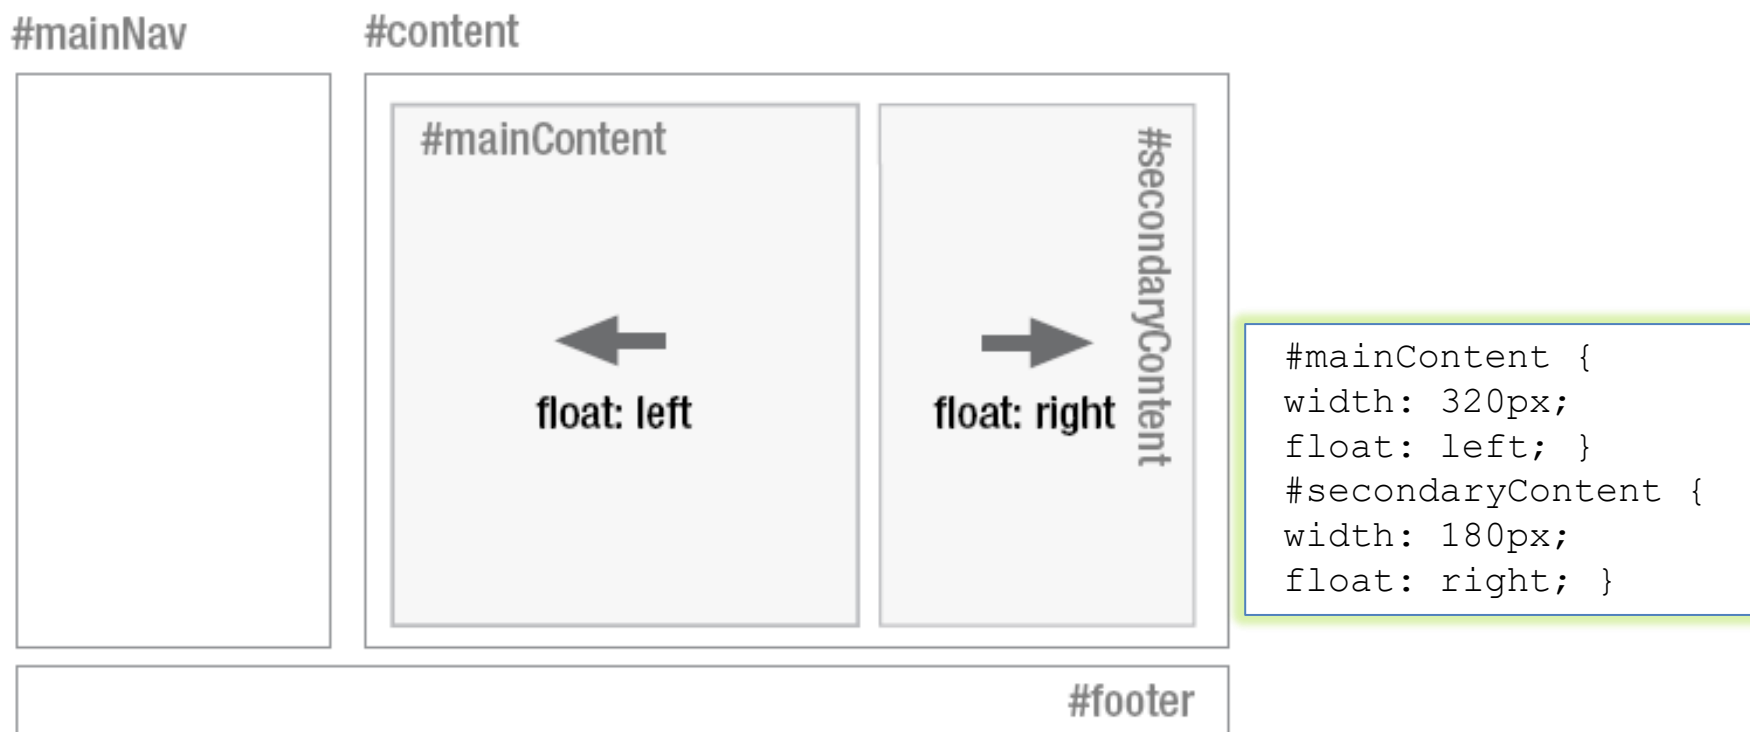 #mainNav
#content
#mainContent
#secondaryContent
float: left
float: right
#mainContent {
width: 320px;
float: left; }
#secondaryContent {
width: 180px;
float: right; }
#footer